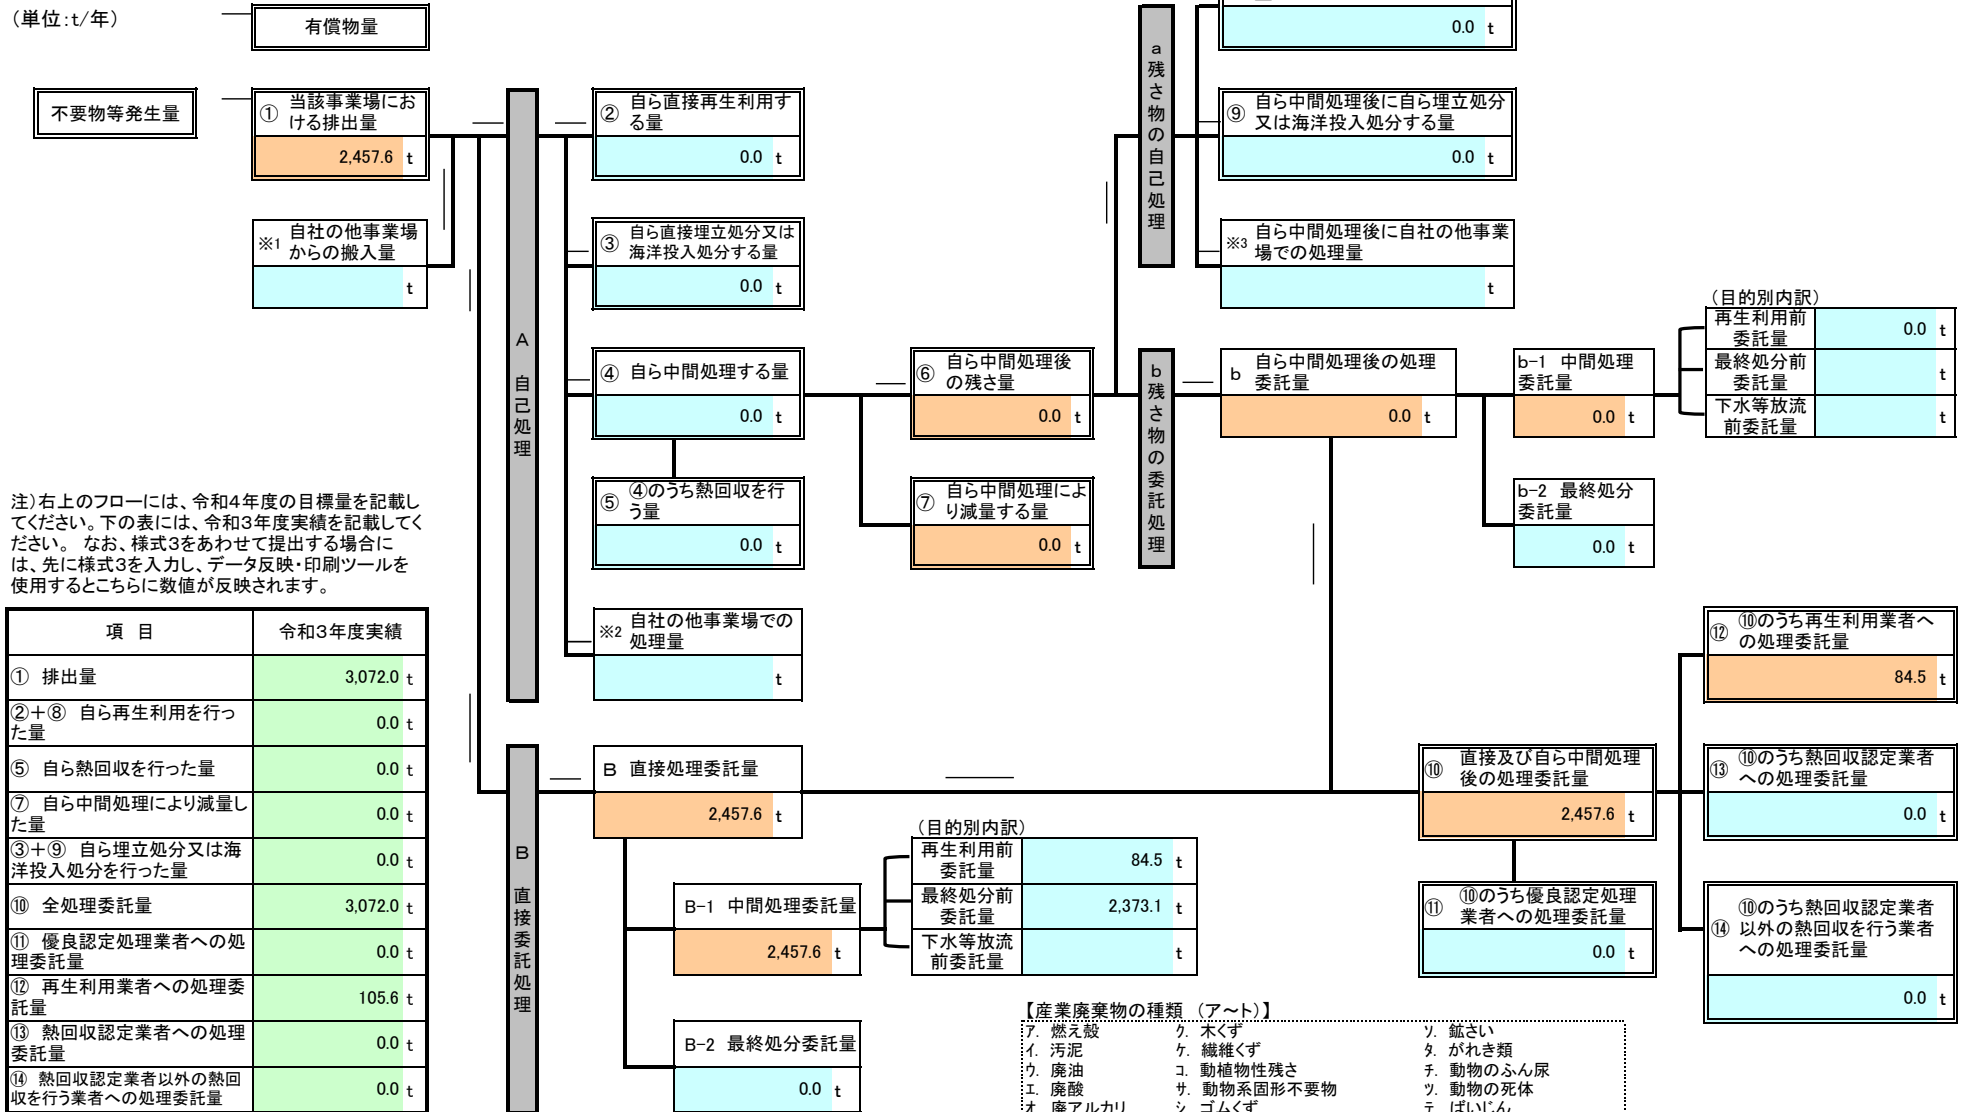 （単位：t/年）
有償物量
0.0 t
不要物等発生量
① 当該事業場にお
ける排出量
2,457.6 t
※1 自社の他事業場
からの搬入量
t
A 自己処理
② 自ら直接再生利用す
る量
0.0 t
③ 自ら直接埋立処分又は
海洋投入処分する量
0.0 t
④ 自ら中間処理する量
0.0 t
⑤ ④のうち熱回収を行
う量
0.0 t
※2 自社の他事業場での
処理量
t
⑥ 自ら中間処理後
の残さ量
0.0 t
⑦ 自ら中間処理によ
り減量する量
0.0 t
a 残さ物の自己処理
⑨ 自ら中間処理後に自ら埋立処分
又は海洋投入処分する量
0.0 t
※3 自ら中間処理後に自社の他事業
場での処理量
t
b 残さ物の委託処理
b 自ら中間処理後の処理
委託量
0.0 t
b-1 中間処理
委託量
0.0 t
b-2 最終処分
委託量
0.0 t
（目的別内訳）
再生利用前
委託量
0.0 t
最終処分前
委託量
t
下水等放流
前委託量
t
注）右上のフローには、令和４年度の目標量を記載し
てください。下の表には、令和３年度実績を記載してく
ださい。 なお、様式３をあわせて提出する場合に
は、先に様式３を入力し、データ反映・印刷ツールを
使用するとこちらに数値が反映されます。
項 目 令和３年度実績
① 排出量 3,072.0 t
②＋⑧ 自ら再生利用を行っ
た量
0.0 t
⑤ 自ら熱回収を行った量 0.0 t
⑦ 自ら中間処理により減量し
た量
0.0 t
③＋⑨ 自ら埋立処分又は海
洋投入処分を行った量
0.0 t
⑩ 全処理委託量 3,072.0 t
⑪ 優良認定処理業者への処
理委託量
0.0 t
⑫ 再生利用業者への処理委
託量
105.6 t
⑬ 熱回収認定業者への処理
委託量
0.0 t
⑭ 熱回収認定業者以外の熱回
収を行う業者への処理委託量
0.0 t
B 直接委託処理
B 直接処理委託量
2,457.6 t
B-1 中間処理委託量
2,457.6 t
B-2 最終処分委託量
0.0 t
（目的別内訳）
再生利用前
委託量
84.5 t
最終処分前
委託量
2,373.1 t
下水等放流
前委託量
t
⑩ 直接及び自ら中間処理
後の処理委託量
2,457.6 t
⑪ ⑩のうち優良認定処理
業者への処理委託量
0.0 t
⑫ ⑩のうち再生利用業者へ
の処理委託量
84.5 t
⑬ ⑩のうち熱回収認定業者
への処理委託量
0.0 t
⑭ ⑩のうち熱回収認定業者
以外の熱回収を行う業者
への処理委託量
0.0 t
【産業廃棄物の種類 （ア～ト）】
ｱ. 燃え殻 ｸ. 木くず ｿ. 鉱さい
ｲ. 汚泥 ｹ. 繊維くず ﾀ. がれき類
ｳ. 廃油 ｺ. 動植物性残さ ﾁ. 動物のふん尿
ｴ. 廃酸 ｻ. 動物系固形不要物 ﾂ. 動物の死体
ｵ. 廃アルカリ ｼ. ゴムくず ﾃ. ばいじん